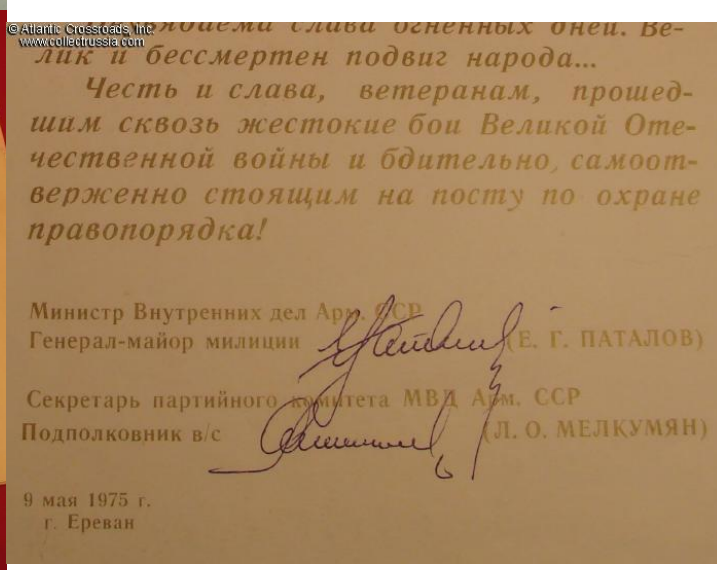 © Atlantic Crossroads, Inc.
www.collectrussia.com
слава огненных дней. Ве-
лик и бессмертен подвиг народа...
Честь и слава, ветеранам, прошед-
шим сквозь жестокие бои Великой Оте-
чественной войны и бдительно, самоот-
верженно стоящим на посту по охране
правопорядка!
Министр Внутренних дел Арм. ССР
Генерал-майор милиции (Е. Г. ПАТАЛОВ)
Секретарь партийного комитета МВД Арм. ССР
Подполковник в/с (Л. О. МЕЛКУМЯН)
9 мая 1975 г.
г. Ереван